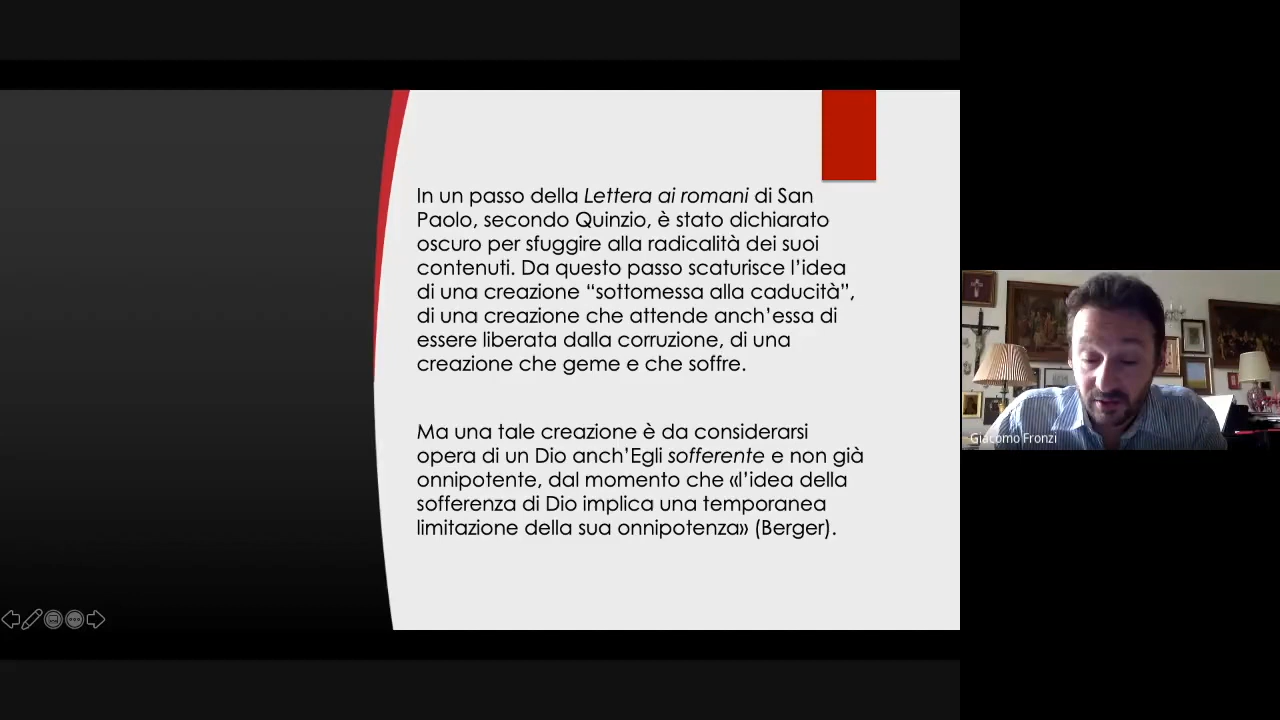 In un passo della Lettera ai romani di San
Paolo, secondo Quinzio, è stato dichiarato
oscuro per sfuggire alla radicalità dei suoi
contenuti. Da questo passo scaturisce l’idea
di una creazione “sottomessa alla caducità”,
di una creazione che attende anch’essa di
essere liberata dalla corruzione, di una
creazione che geme e che soffre.
Ma una tale creazione è da considerarsi
opera di un Dio anch’Egli sofferente e non già
onnipotente, dal momento che «l’idea della
sofferenza di Dio implica una temporanea
limitazione della sua onnipotenza» (Berger).
Giacomo Fronzi